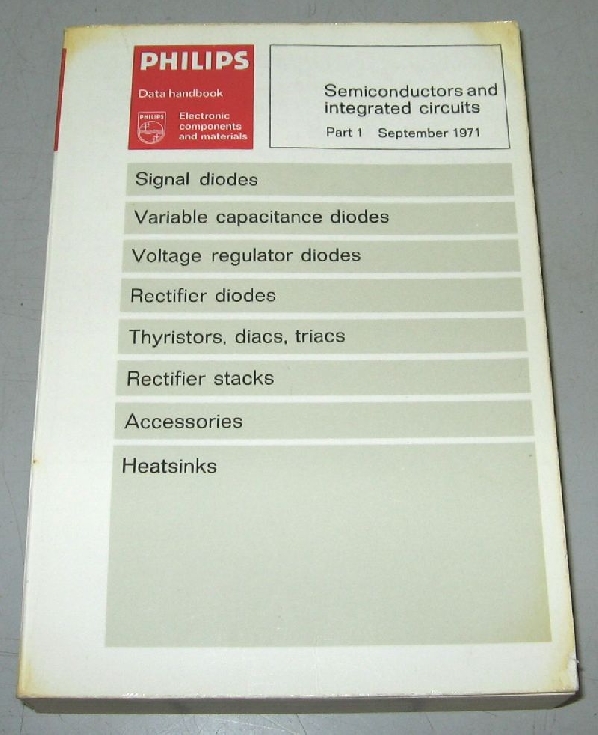 PHILIPS
Data handbook
PHILIPS
Electronic
components
and materials
Semiconductors and
integrated circuits
Part 1 September 1971
Signal diodes
Variable capacitance diodes
Voltage regulator diodes
Rectifier diodes
Thyristors, diacs, triacs
Rectifier stacks
Accessories
Heatsinks